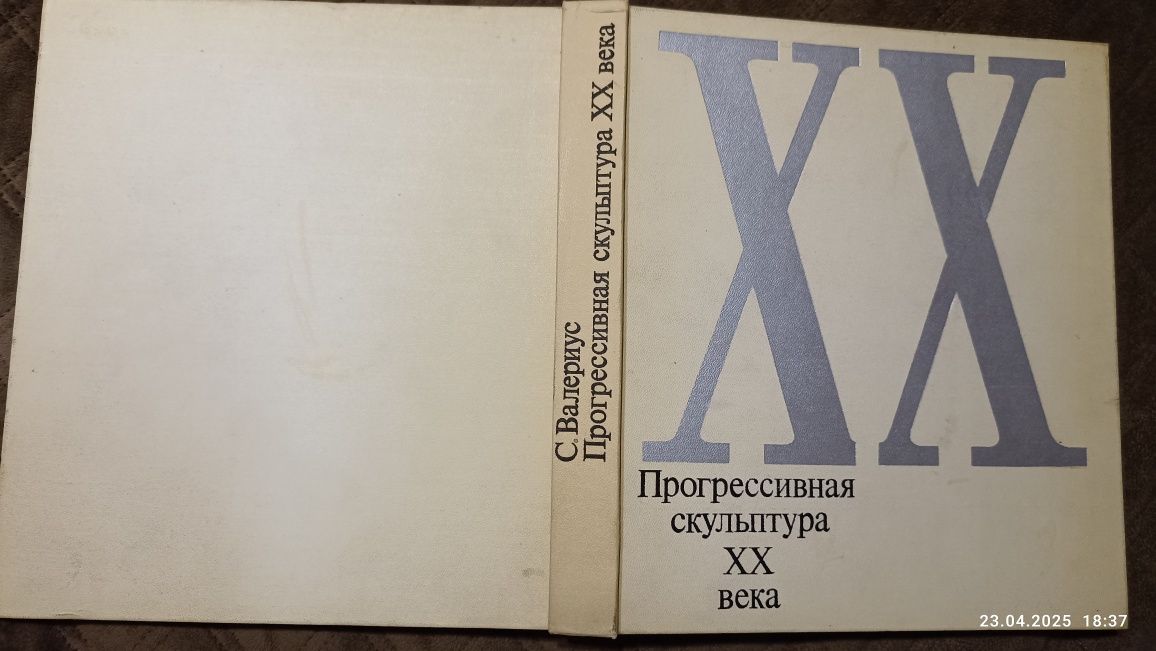 С. Валериус
Прогрессивная скульптура XX века
XX
Прогрессивная
скульптура
XX
века
23.04.2025 18:37